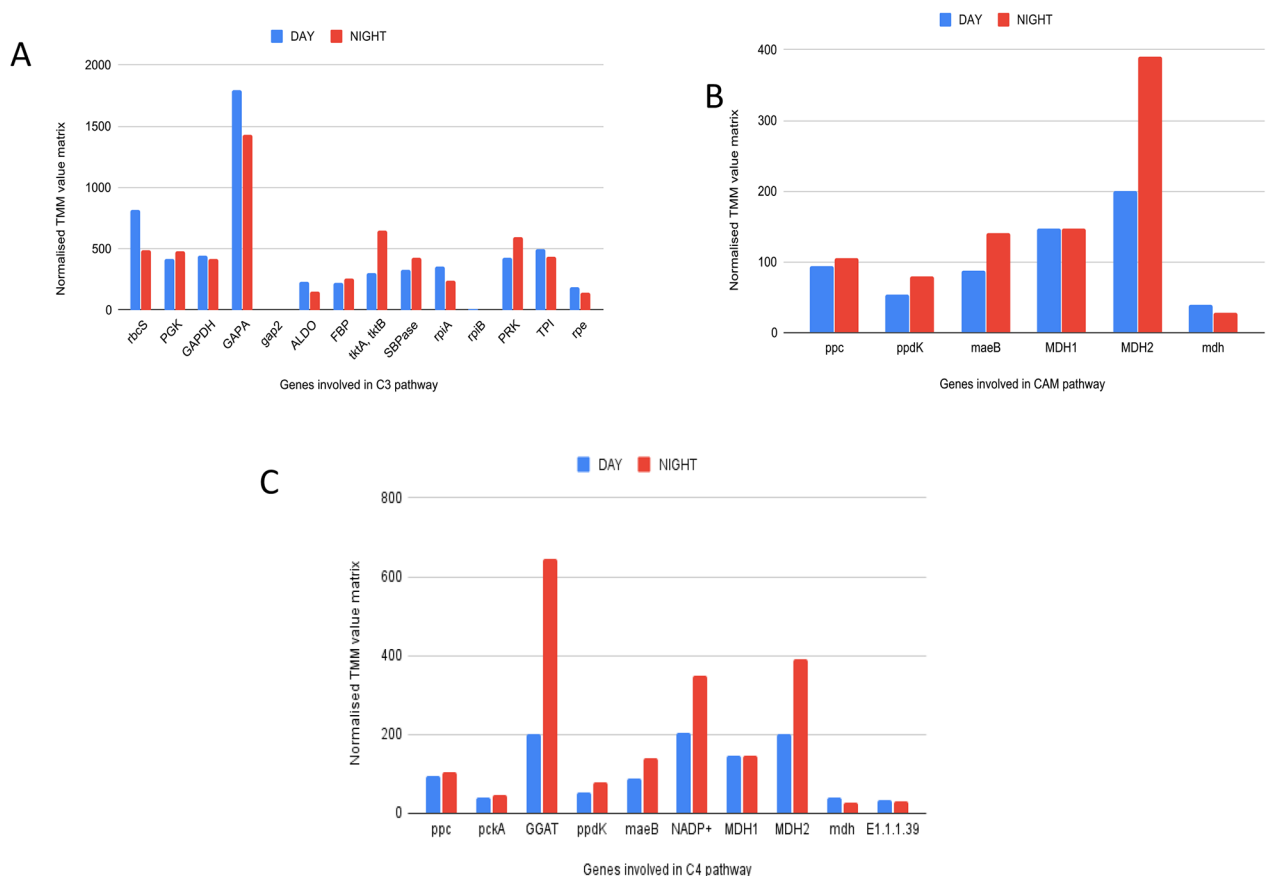 A
DAY NIGHT
Normalised TMM value matrix
2000
1500
1000
500
0
rbcS PGK GAPDH GAPA gap2 ALDO FBP tktA, tktB SBPase rpiA rpiB PRK TPI rpe
Genes involved in C3 pathway
B
DAY NIGHT
Normalised TMM value matrix
400
300
200
100
0
ppc ppdK maeB MDH1 MDH2 mdh
Genes involved in CAM pathway
C
DAY NIGHT
Normalised TMM value matrix
800
600
400
200
0
ppc pckA GGAT ppdK maeB NADP+ MDH1 MDH2 mdh E1.1.1.39
Genes involved in C4 pathway